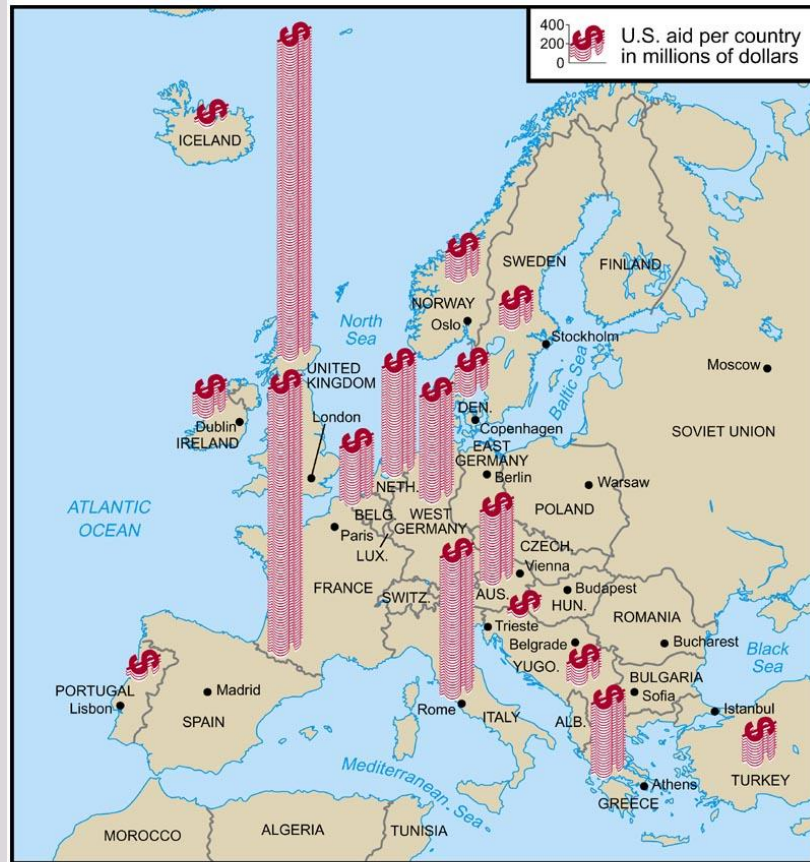 400
200
0
U.S. aid per country
in millions of dollars
$
$
$
ICELAND
$
SWEDEN
FINLAND
NORWAY
Oslo
$
North
Sea
Stockholm
Baltic Sea
Moscow
$
$
UNITED
KINGDOM
$
$
$
DEN.
Copenhagen
London
Dublin
IRELAND
SOVIET UNION
$
EAST
GERMANY
Berlin
NETH.
Warsaw
POLAND
ATLANTIC
OCEAN
BELG.
WEST
GERMANY
$
Paris
LUX.
CZECH.
Vienna
$
FRANCE
SWITZ.
AUS.
Budapest
HUN.
$
ROMANIA
Trieste
Belgrade
Bucharest
Black
Sea
$
YUGO.
$
BULGARIA
Sofia
PORTUGAL
Lisbon
Madrid
SPAIN
Rome
ITALY
ALB.
$
Istanbul
$
TURKEY
Mediterranean Sea
Athens
GREECE
MOROCCO
ALGERIA
TUNISIA